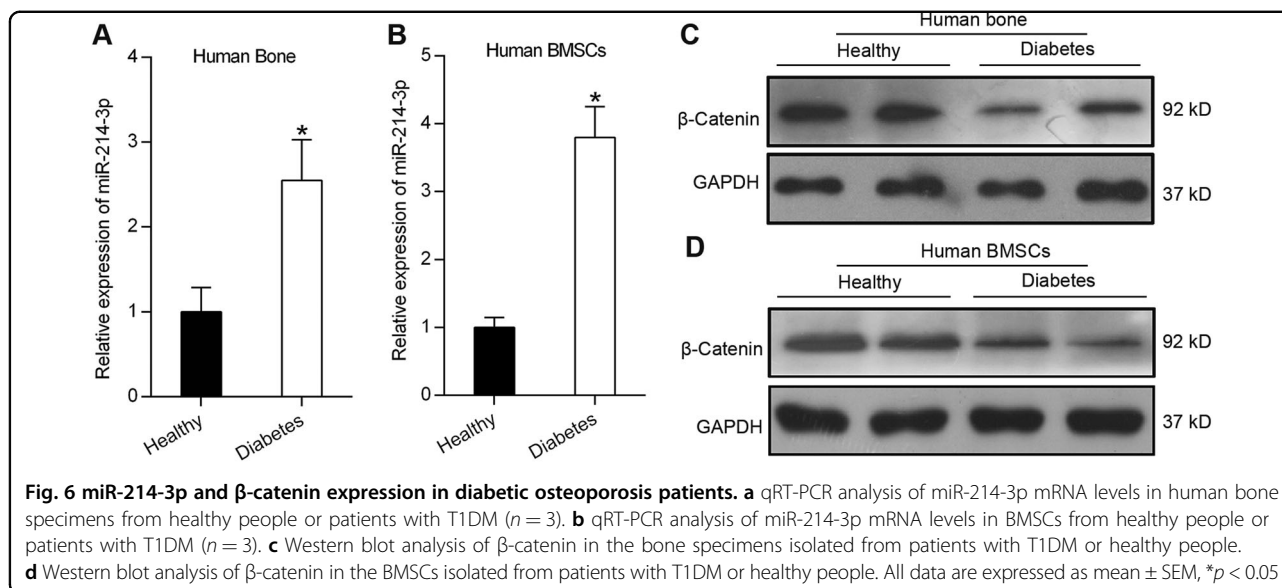 A
Human Bone
Relative expression of miR-214-3p
4
3
2
1
0
*
Healthy
Diabetes
B
Human BMSCs
Relative expression of miR-214-3p
5
4
3
2
1
0
*
Healthy
Diabetes
C
Human bone
Healthy Diabetes
β-Catenin 92 kD
GAPDH 37 kD
D
Human BMSCs
Healthy Diabetes
β-Catenin 92 kD
GAPDH 37 kD
Fig. 6 miR-214-3p and β-catenin expression in diabetic osteoporosis patients. a qRT-PCR analysis of miR-214-3p mRNA levels in human bone
specimens from healthy people or patients with T1DM (n = 3). b qRT-PCR analysis of miR-214-3p mRNA levels in BMSCs from healthy people or
patients with T1DM (n = 3). c Western blot analysis of β-catenin in the bone specimens isolated from patients with T1DM or healthy people.
d Western blot analysis of β-catenin in the BMSCs isolated from patients with T1DM or healthy people. All data are expressed as mean ± SEM, *p < 0.05